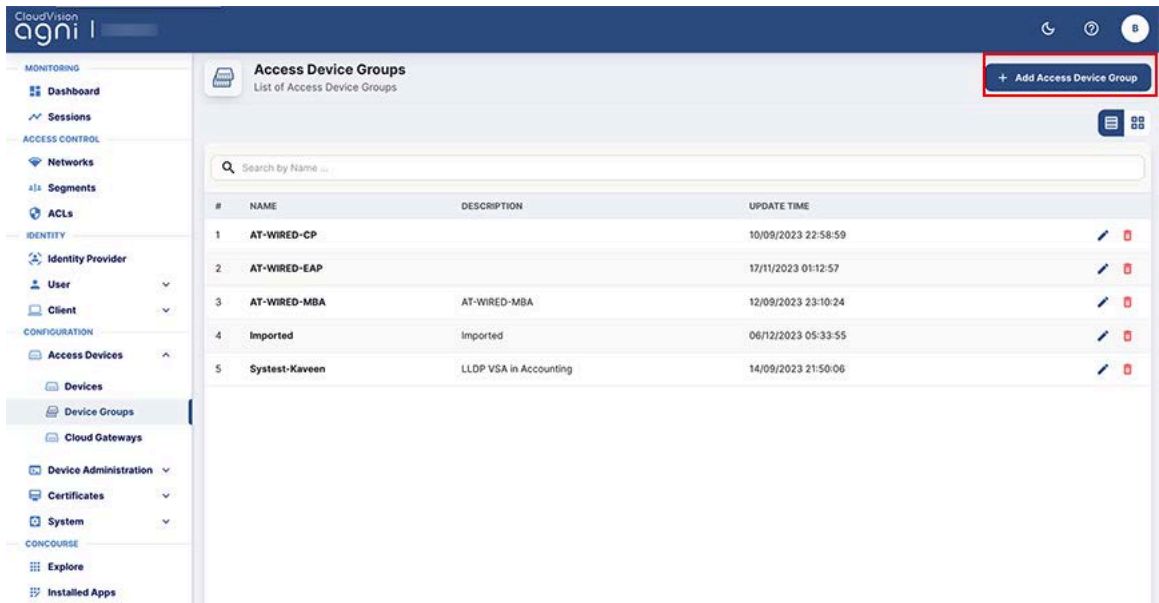 CloudVision
agni |
B
MONITORING
Dashboard
Sessions
ACCESS CONTROL
Networks
Segments
ACLs
IDENTITY
Identity Provider
User
Client
CONFIGURATION
Access Devices
Devices
Device Groups
Cloud Gateways
Device Administration
Certificates
System
CONCOURSE
Explore
Installed Apps
Access Device Groups
List of Access Device Groups
+ Add Access Device Group
Search by Name ...
# NAME DESCRIPTION UPDATE TIME
1 AT-WIRED-CP 10/09/2023 22:58:59
2 AT-WIRED-EAP 17/11/2023 01:12:57
3 AT-WIRED-MBA AT-WIRED-MBA 12/09/2023 23:10:24
4 Imported Imported 06/12/2023 05:33:55
5 Systest-Kaveen LLDP VSA in Accounting 14/09/2023 21:50:06